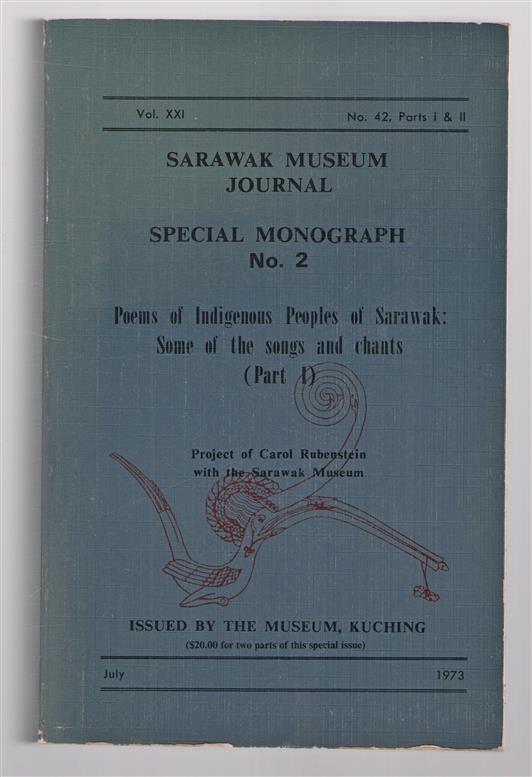 Vol. XXI No. 42, Parts I & II
SARAWAK MUSEUM
JOURNAL
SPECIAL MONOGRAPH
No. 2
Poems of Indigenous Peoples of Sarawak:
Some of the songs and chants
(Part I)
Project of Carol Rubenstein
with the Sarawak Museum
ISSUED BY THE MUSEUM, KUCHING
($20.00 for two parts of this special issue)
July 1973